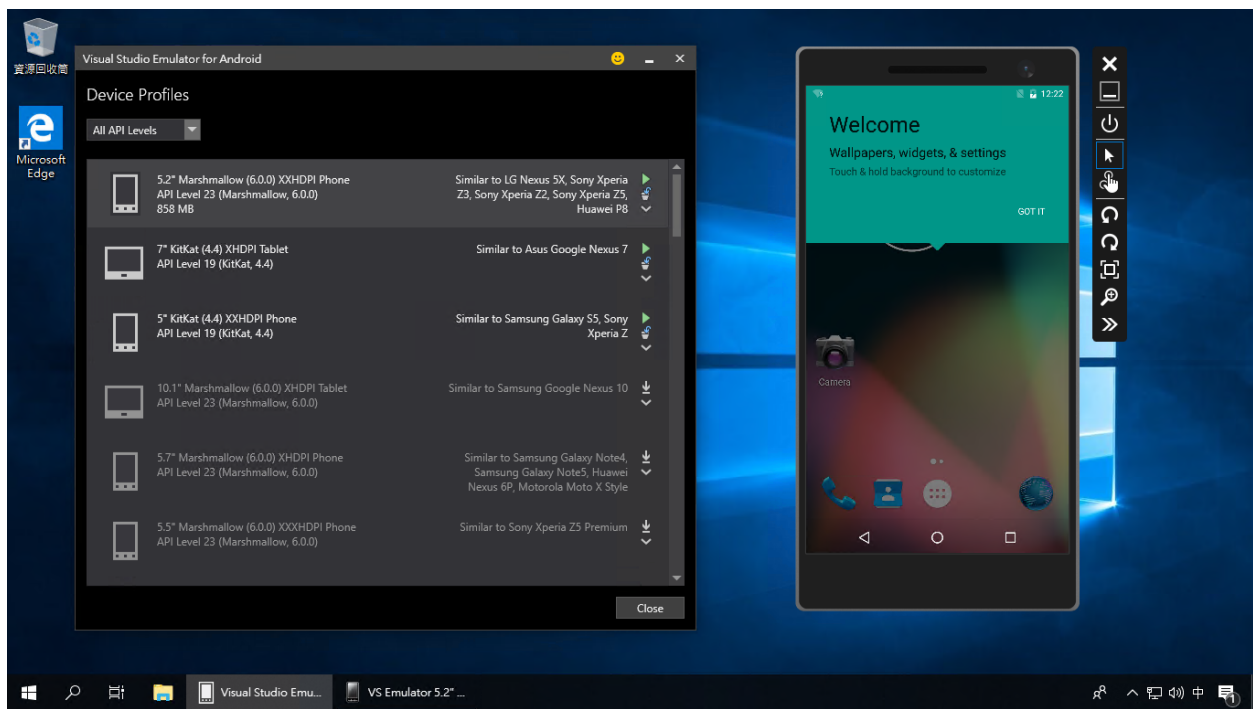 資源回收筒
Microsoft
Edge
Visual Studio Emulator for Android
Device Profiles
All API Levels
5.2" Marshmallow (6.0.0) XXHDPI Phone
API Level 23 (Marshmallow, 6.0.0)
858 MB
Similar to LG Nexus 5X, Sony Xperia
Z3, Sony Xperia Z2, Sony Xperia Z5,
Huawei P8
7" KitKat (4.4) XHDPI Tablet
API Level 19 (KitKat, 4.4)
Similar to Asus Google Nexus 7
5" KitKat (4.4) XXHDPI Phone
API Level 19 (KitKat, 4.4)
Similar to Samsung Galaxy S5, Sony
Xperia Z
10.1" Marshmallow (6.0.0) XHDPI Tablet
API Level 23 (Marshmallow, 6.0.0)
Similar to Samsung Google Nexus 10
5.7" Marshmallow (6.0.0) XHDPI Phone
API Level 23 (Marshmallow, 6.0.0)
Similar to Samsung Galaxy Note4,
Samsung Galaxy Note5, Huawei
Nexus 6P, Motorola Moto X Style
5.5" Marshmallow (6.0.0) XXXHDPI Phone
API Level 23 (Marshmallow, 6.0.0)
Similar to Sony Xperia Z5 Premium
Close
12:22
Welcome
Wallpapers, widgets, & settings
Touch & hold background to customize
GOT IT
Camera
Visual Studio Emu...
VS Emulator 5.2" ...
中
1